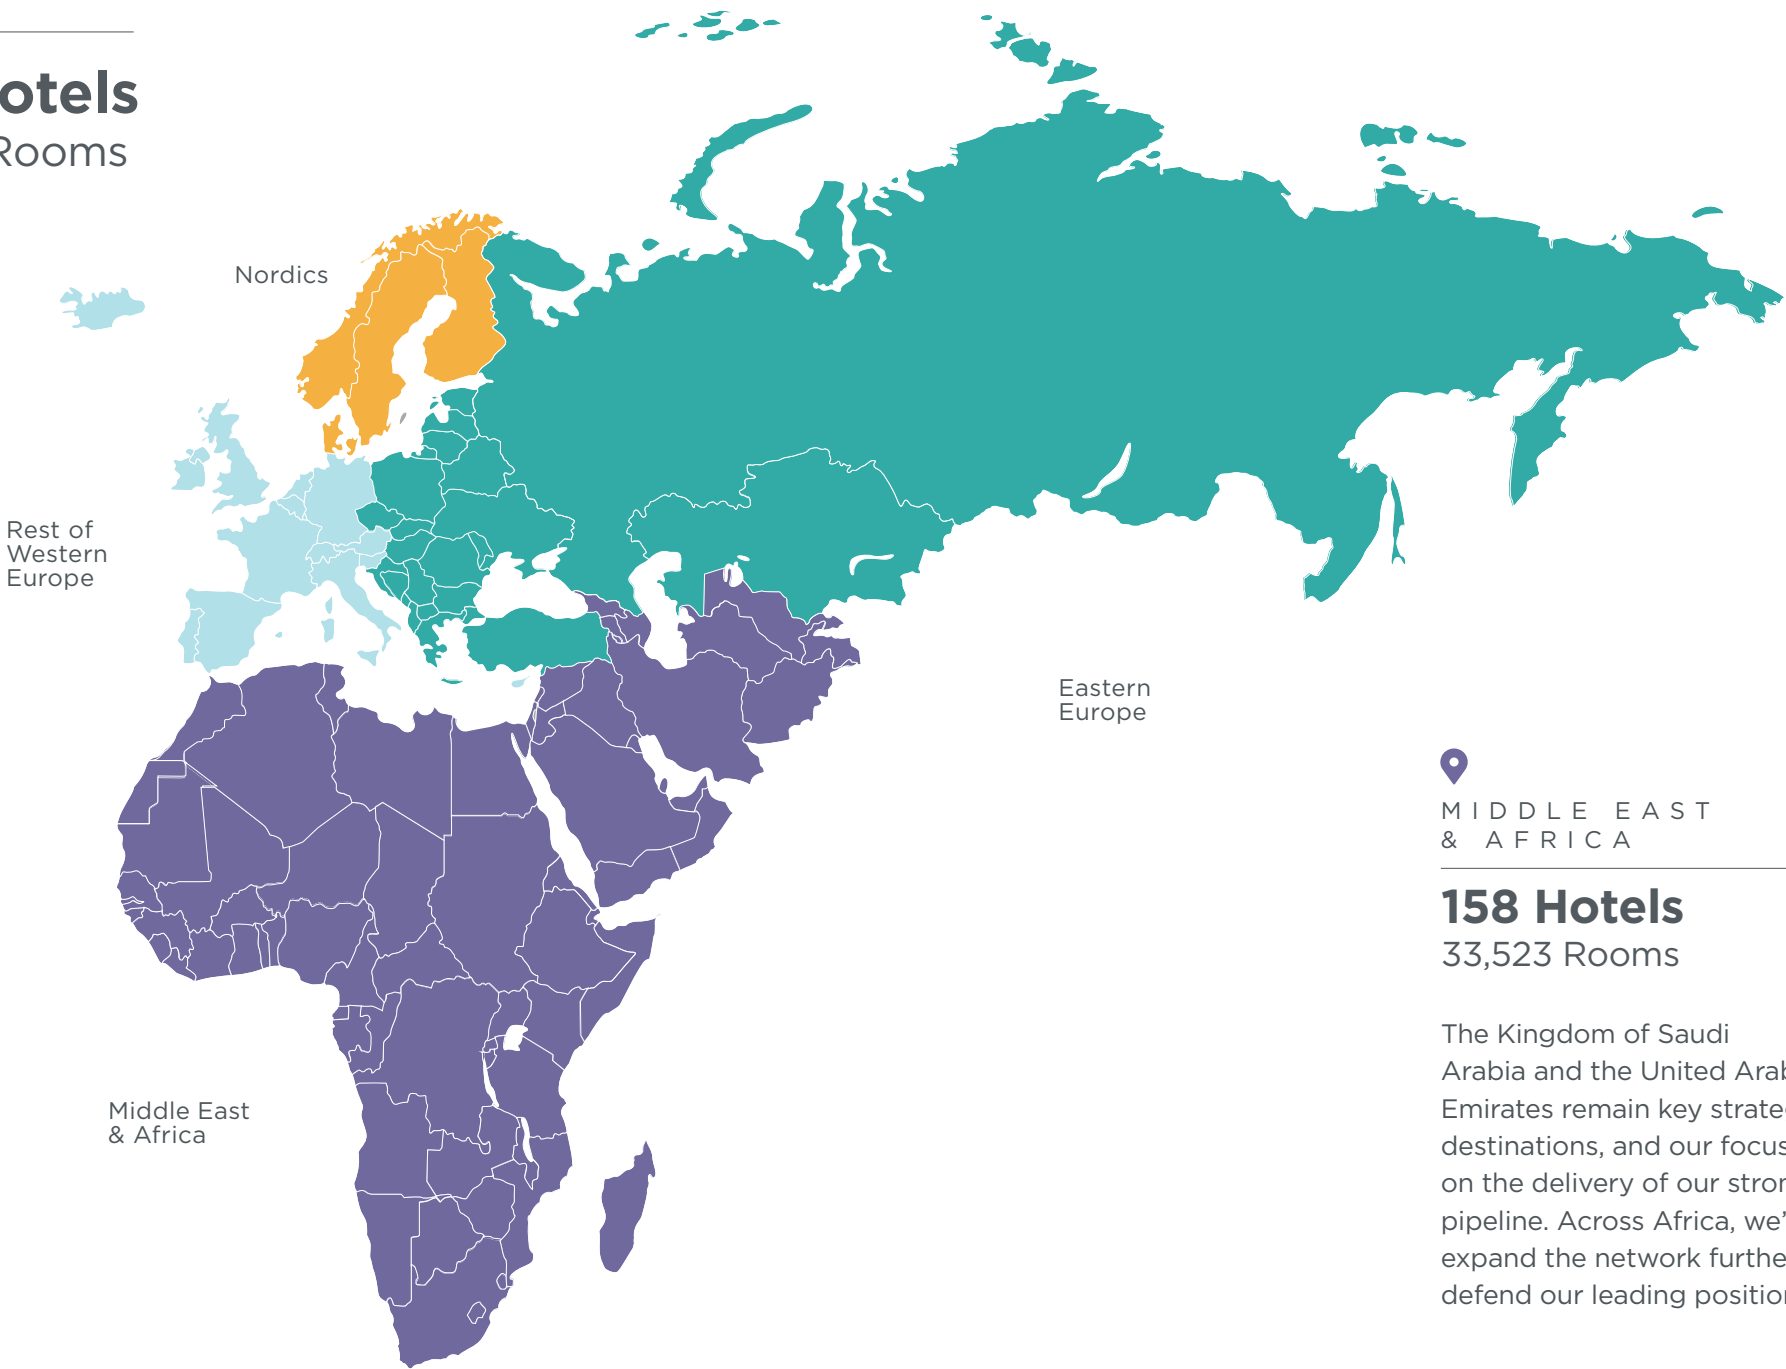 otels
Rooms
Nordics
Rest of
Western
Europe
Eastern
Europe
Middle East
& Africa
MIDDLE EAST
& AFRICA
158 Hotels
33,523 Rooms
The Kingdom of Saudi
Arabia and the United Arab
Emirates remain key strate
destinations, and our focus
on the delivery of our stron
pipeline. Across Africa, we'
expand the network furthe
defend our leading position